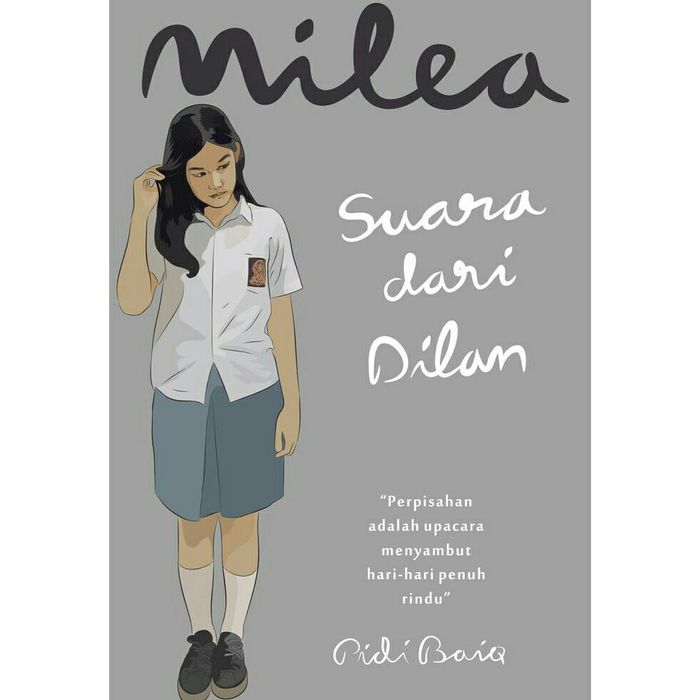 Milea
Suara
dari
Dilan
“Perpisahan
adalah upacara
menyambut
hari-hari penuh
rindu”
Pidi Baiq